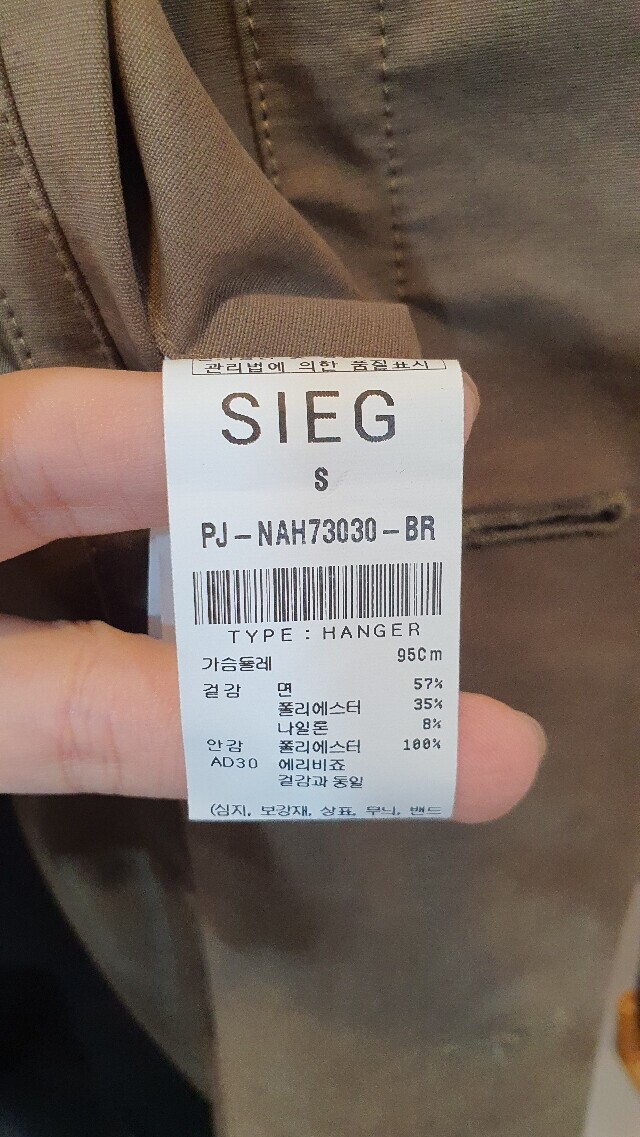 관리법에 의한 품질표시
SIEG
S
PJ-NAH73030-BR
TYPE : HANGER
가슴둘레 95Cm
겉감 면 57%
폴리에스터 35%
나일론 8%
안감 폴리에스터 100%
AD30 에리비죠
겉감과 동일
(심지, 보강재, 상표, 무늬, 밴드